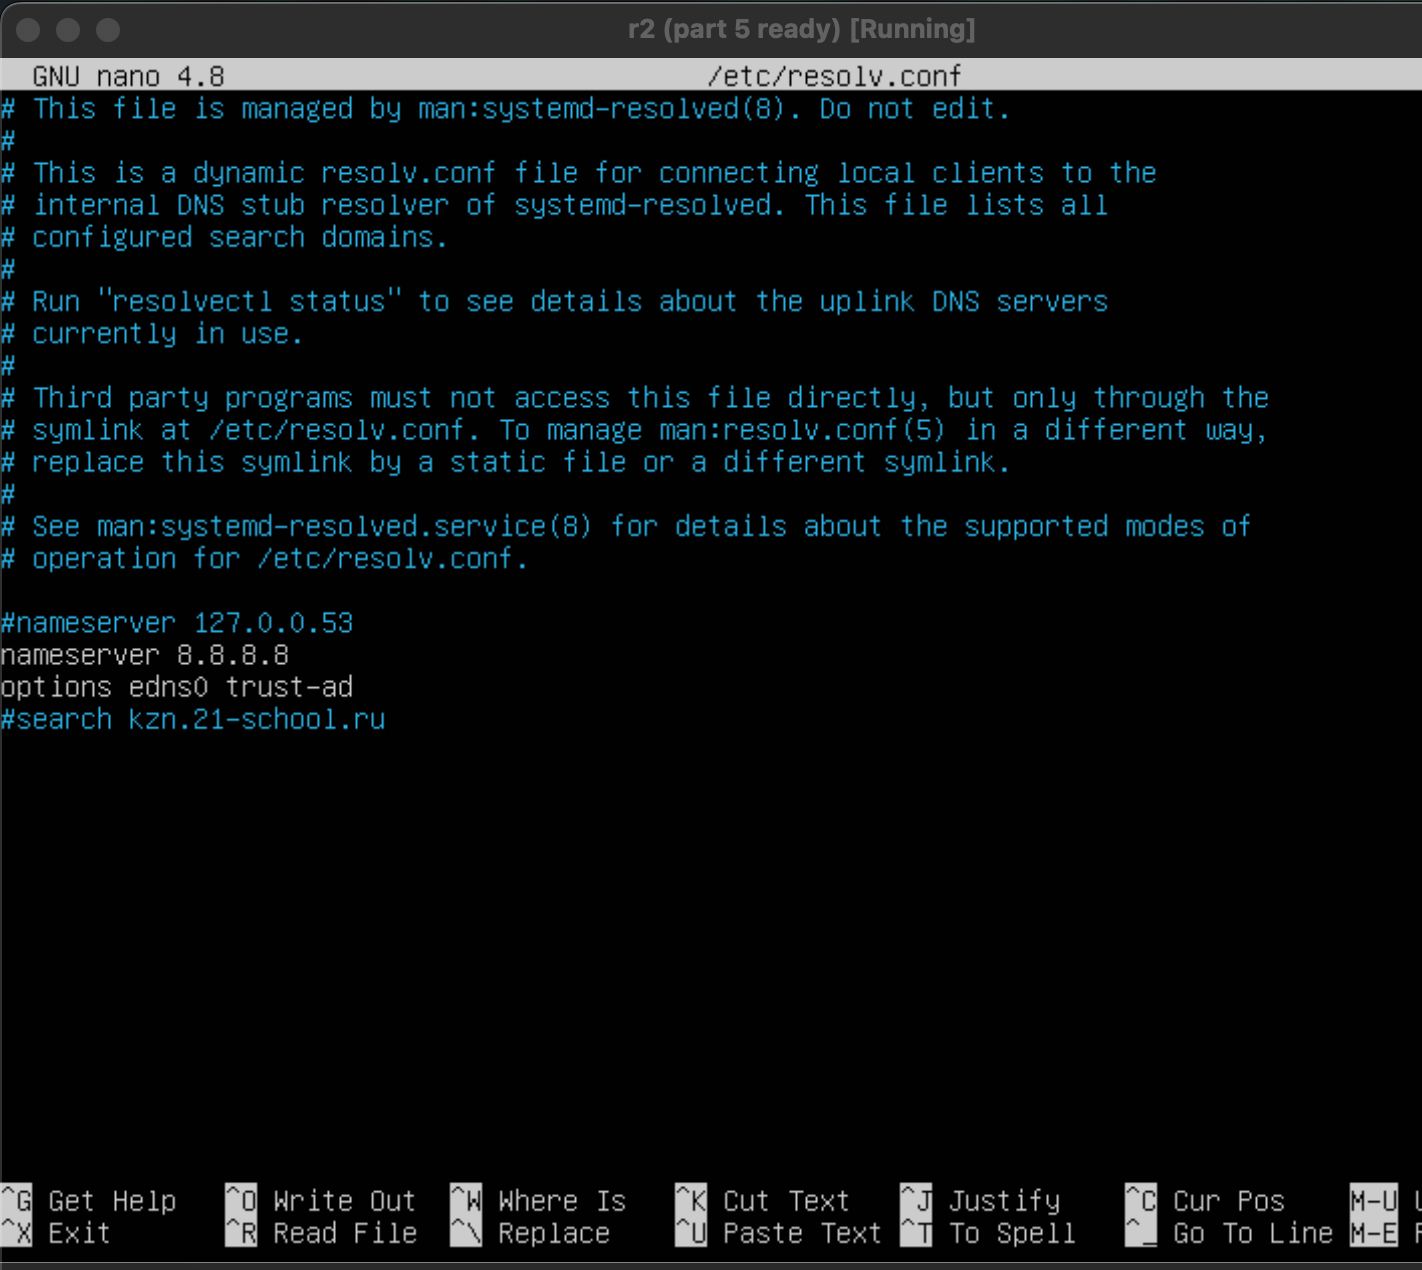 r2 (part 5 ready) [Running]
GNU nano 4.8 /etc/resolv.conf
# This file is managed by man:systemd-resolved(8). Do not edit.
#
# This is a dynamic resolv.conf file for connecting local clients to the
# internal DNS stub resolver of systemd-resolved. This file lists all
# configured search domains.
#
# Run "resolvectl status" to see details about the uplink DNS servers
# currently in use.
#
# Third party programs must not access this file directly, but only through the
# symlink at /etc/resolv.conf. To manage man:resolv.conf(5) in a different way,
# replace this symlink by a static file or a different symlink.
#
# See man:systemd-resolved.service(8) for details about the supported modes of
# operation for /etc/resolv.conf.

#nameserver 127.0.0.53
nameserver 8.8.8.8
options edns0 trust-ad
#search kzn.21-school.ru
^G Get Help ^O Write Out ^W Where Is ^K Cut Text ^J Justify ^C Cur Pos M-U
^X Exit ^R Read File ^\ Replace ^U Paste Text ^T To Spell ^_ Go To Line M-E